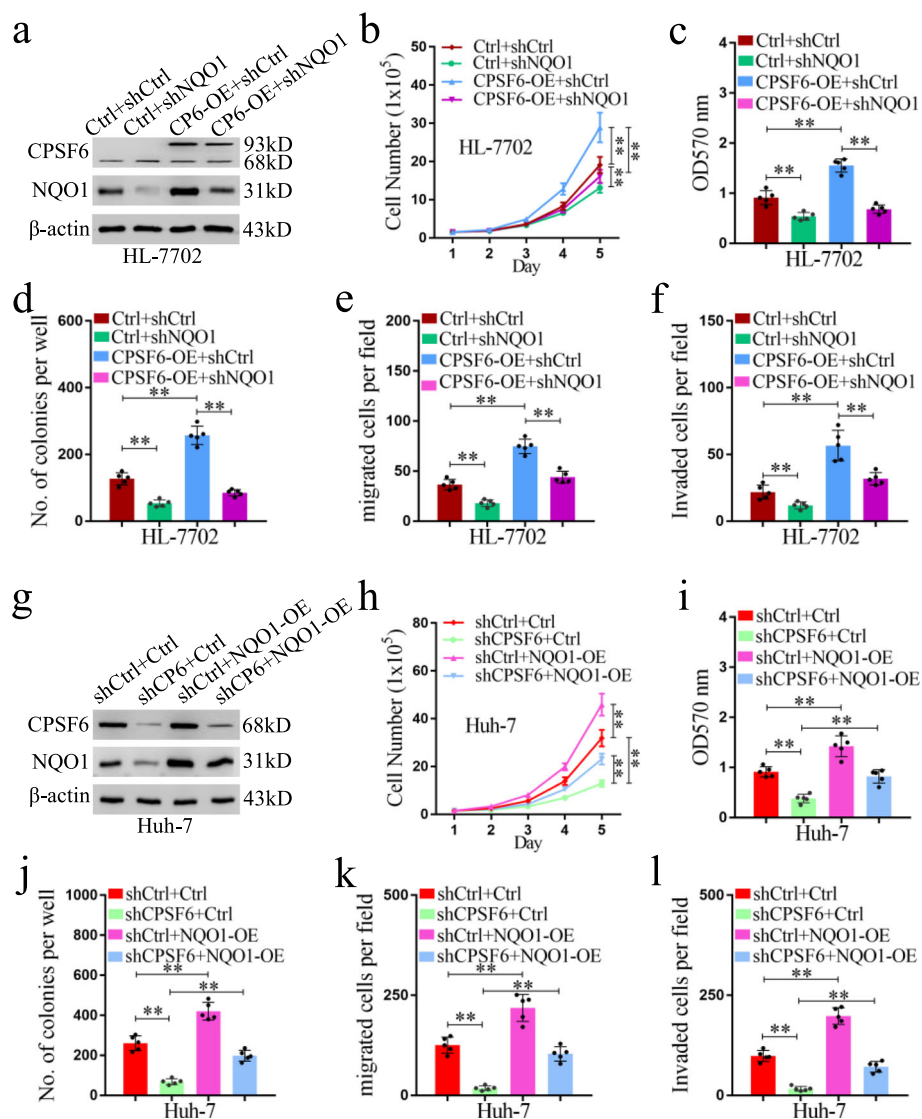 a
Ctrl+shCtrl
Ctrl+shNQO1
CP6-OE+shCtrl
CP6-OE+shNQO1
CPSF6
93kD
68kD
NQO1
31kD
β-actin
43kD
HL-7702
b
Cell Number (1x10⁵)
50
40
30
20
10
0
1 2 3 4 5
Day
HL-7702
Ctrl+shCtrl
Ctrl+shNQO1
CPSF6-OE+shCtrl
CPSF6-OE+shNQO1
**
**
**
c
OD570 nm
4
2
0
Ctrl+shCtrl
Ctrl+shNQO1
CPSF6-OE+shCtrl
CPSF6-OE+shNQO1
**
** **
HL-7702
d
No. of colonies per well
600
400
200
0
Ctrl+shCtrl
Ctrl+shNQO1
CPSF6-OE+shCtrl
CPSF6-OE+shNQO1
** **
**
HL-7702
e
migrated cells per field
200
150
100
50
0
Ctrl+shCtrl
Ctrl+shNQO1
CPSF6-OE+shCtrl
CPSF6-OE+shNQO1
** **
**
HL-7702
f
Invaded cells per field
150
100
50
0
Ctrl+shCtrl
Ctrl+shNQO1
CPSF6-OE+shCtrl
CPSF6-OE+shNQO1
** **
**
HL-7702
g
shCtrl+Ctrl
shCP6+Ctrl
shCtrl+NQO1-OE
shCP6+NQO1-OE
CPSF6
68kD
NQO1
31kD
β-actin
43kD
Huh-7
h
Cell Number (1x10⁵)
80
60
40
20
0
1 2 3 4 5
Day
Huh-7
shCtrl+Ctrl
shCPSF6+Ctrl
shCtrl+NQO1-OE
shCPSF6+NQO1-OE
**
**
**
i
OD570 nm
4
2
0
shCtrl+Ctrl
shCPSF6+Ctrl
shCtrl+NQO1-OE
shCPSF6+NQO1-OE
**
**
**
Huh-7
j
No. of colonies per well
1000
800
600
400
200
0
shCtrl+Ctrl
shCPSF6+Ctrl
shCtrl+NQO1-OE
shCPSF6+NQO1-OE
**
**
**
Huh-7
k
migrated cells per field
500
250
0
shCtrl+Ctrl
shCPSF6+Ctrl
shCtrl+NQO1-OE
shCPSF6+NQO1-OE
**
**
**
Huh-7
l
Invaded cells per field
500
250
0
shCtrl+Ctrl
shCPSF6+Ctrl
shCtrl+NQO1-OE
shCPSF6+NQO1-OE
**
**
**
Huh-7